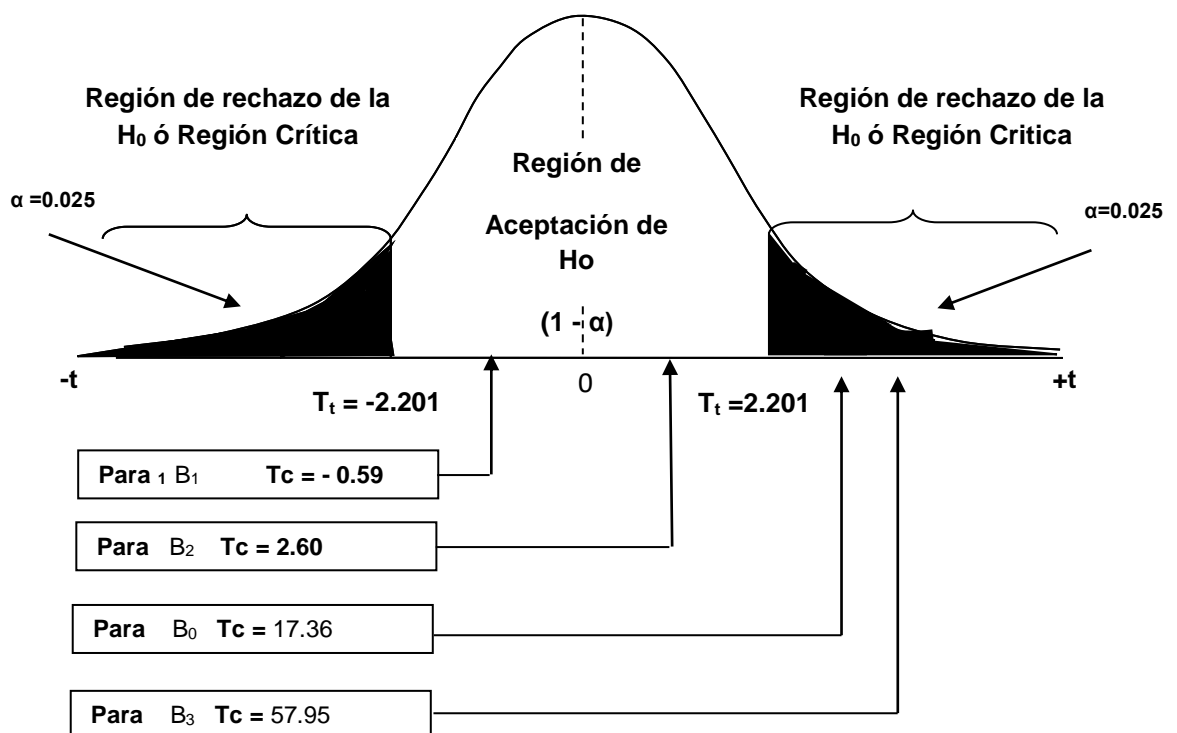 Región de rechazo de la
H₀ ó Región Crítica
Región de rechazo de la
H₀ ó Región Critica
Región de
Aceptación de
Ho
(1 - α)
α =0.025
α=0.025
-t
0
+t
Tₜ = -2.201
Tₜ =2.201
Para ₁ B₁ Tc = - 0.59
Para B₂ Tc = 2.60
Para B₀ Tc = 17.36
Para B₃ Tc = 57.95